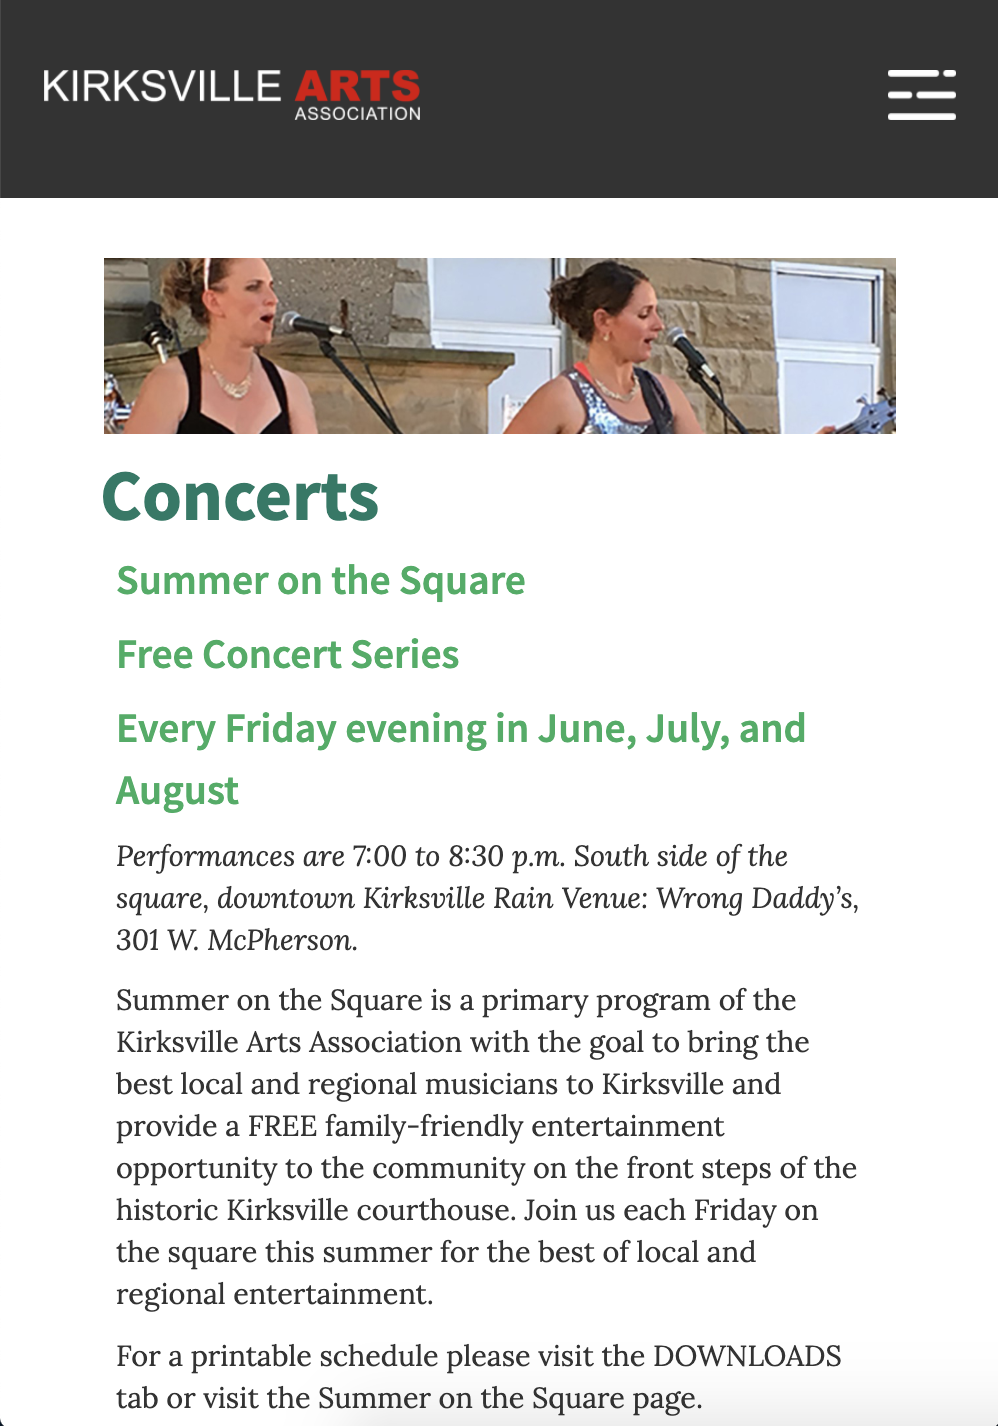 KIRKSVILLE ARTS
ASSOCIATION
Concerts
Summer on the Square
Free Concert Series
Every Friday evening in June, July, and
August
Performances are 7:00 to 8:30 p.m. South side of the
square, downtown Kirksville Rain Venue: Wrong Daddy’s,
301 W. McPherson.
Summer on the Square is a primary program of the
Kirksville Arts Association with the goal to bring the
best local and regional musicians to Kirksville and
provide a FREE family-friendly entertainment
opportunity to the community on the front steps of the
historic Kirksville courthouse. Join us each Friday on
the square this summer for the best of local and
regional entertainment.
For a printable schedule please visit the DOWNLOADS
tab or visit the Summer on the Square page.